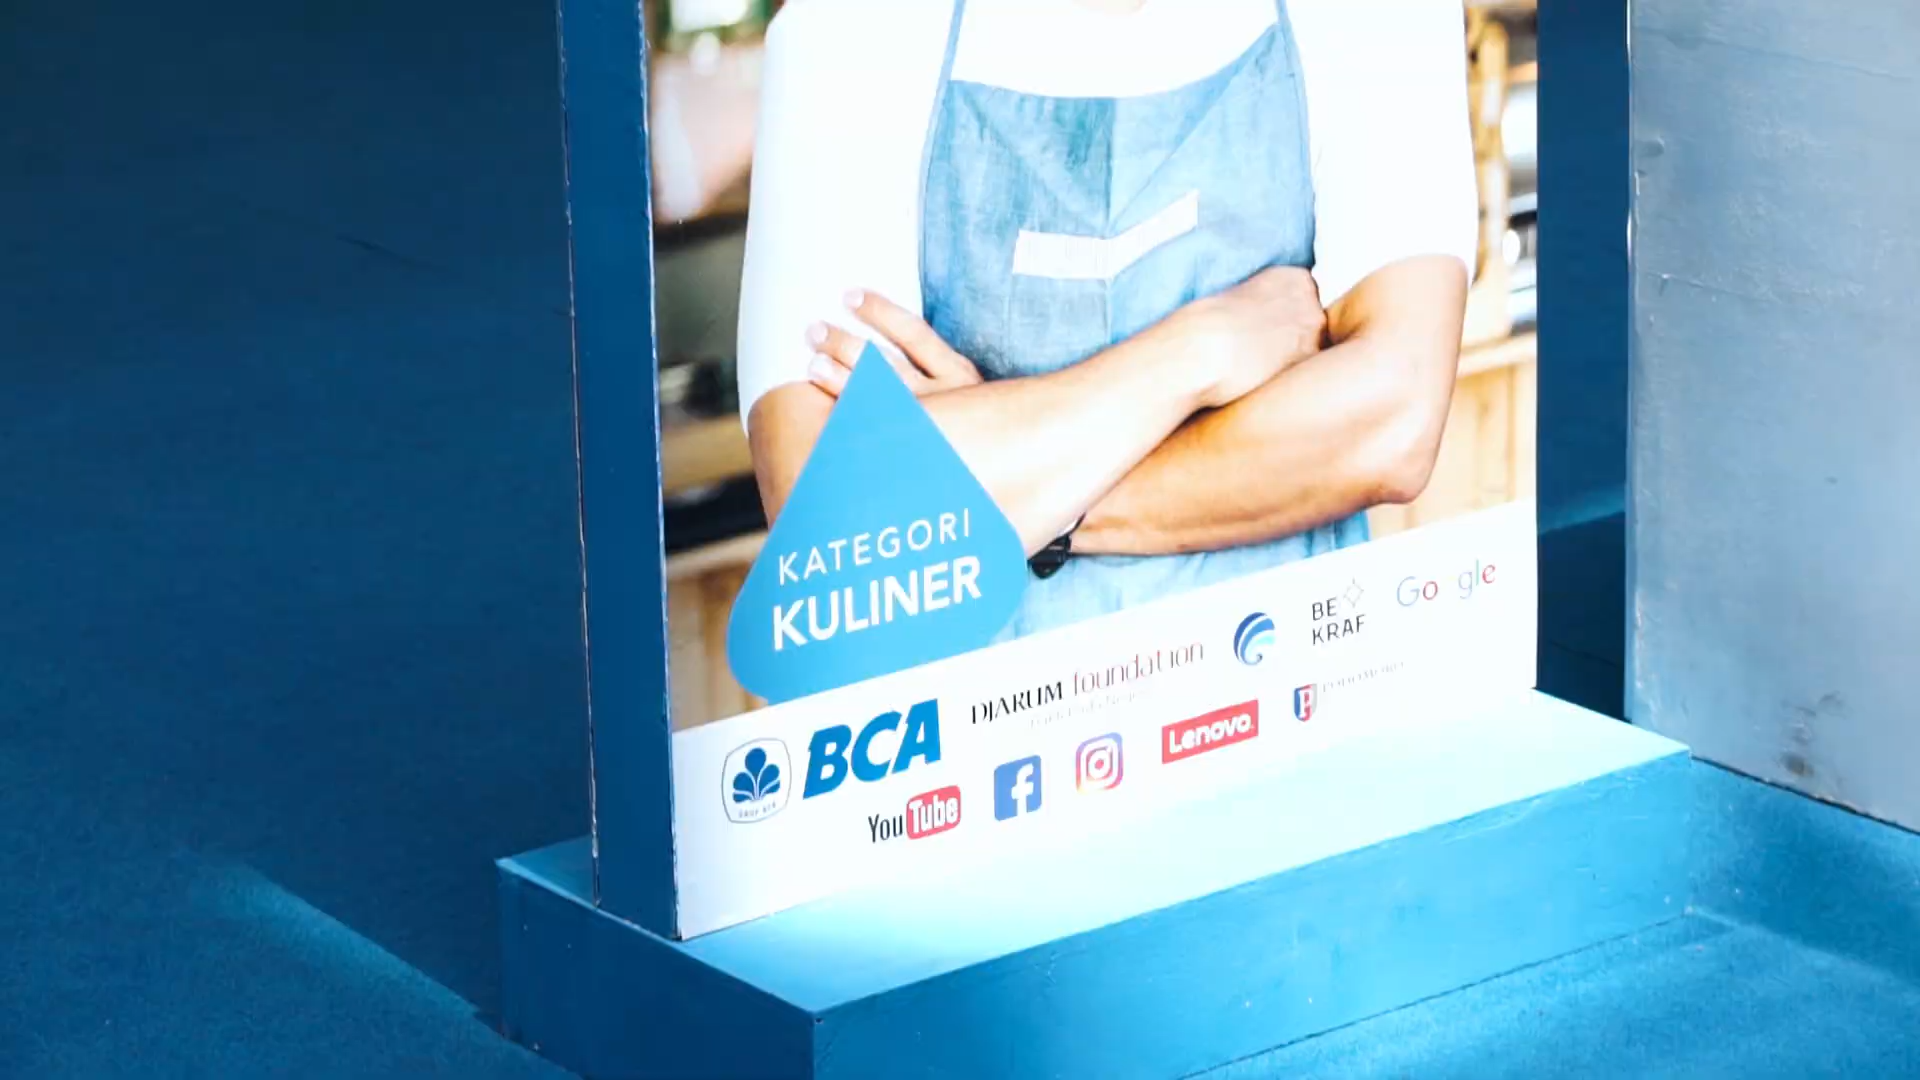 KATEGORI
KULINER
BCA
DJARUM foundation
BE
KRAF
Google
YouTube
Lenovo